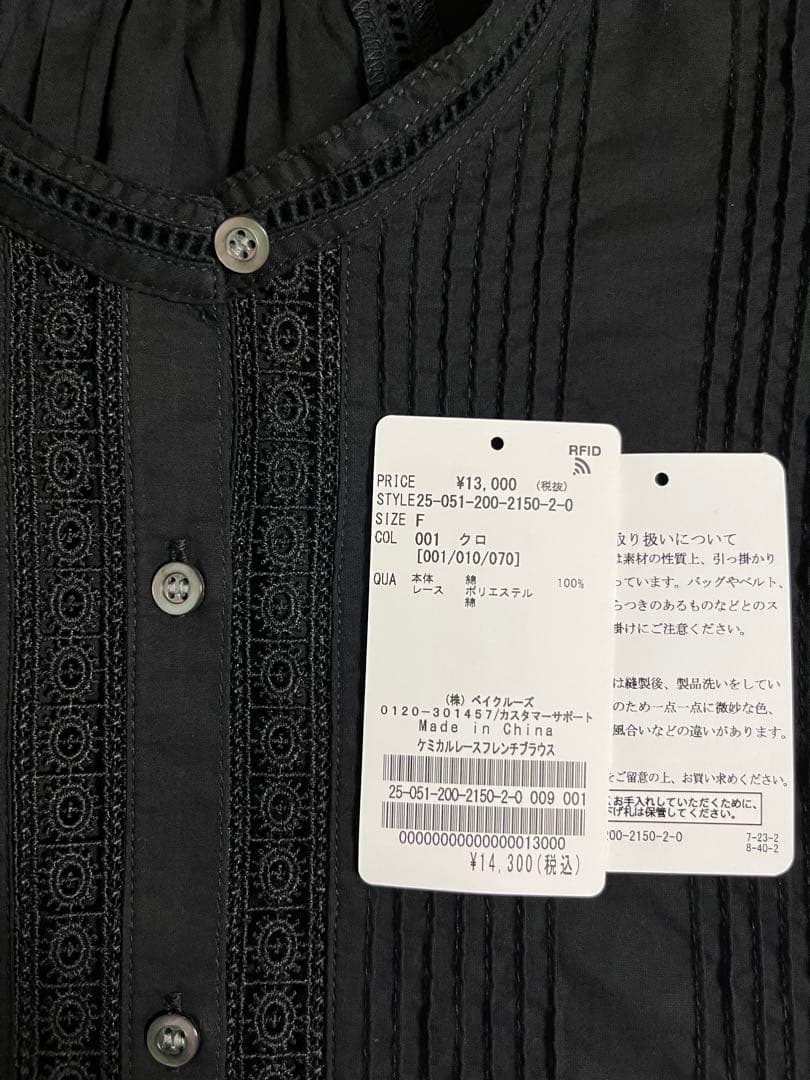 RFID
PRICE ¥13,000 (税抜)
STYLE25-051-200-2150-2-0
SIZE F
COL 001 クロ
[001/010/070]
QUA 本体 綿 100%
レース ポリエステル
綿
(株) ベイクルーズ
0120-301457/カスタマーサポート
Made in China
ケミカルレースフレンチブラウス
25-051-200-2150-2-0 009 001
00000000000000013000
¥14,300(税込)
取り扱いについて
は素材の性質上、引っ掛かり
っています。バッグやベルト、
らつきのあるものなどとのス
掛けにご注意ください。
は縫製後、製品洗いをしてい
のため一点一点に微妙な色、
風合いなどの違いがあります。
をご留意の上、お買い求めください。
くお手入れしていただくために、
下げ札は保管してください。
200-2150-2-0 7-23-2
8-40-2